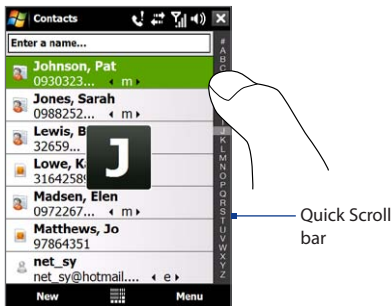 Contacts
Enter a name...
Johnson, Pat
0930323... m
Jones, Sarah
0988252... m
Lewis, B
32659...
J
Lowe, K
3164258
Madsen, Elen
0972267... m
Matthews, Jo
97864351
net_sy
net_sy@hotmail.... e
New
Menu
#
A
B
C
J
K
L
M
N
O
P
Q
R
S
T
U
V
W
X
Y
Z
Quick Scroll
bar